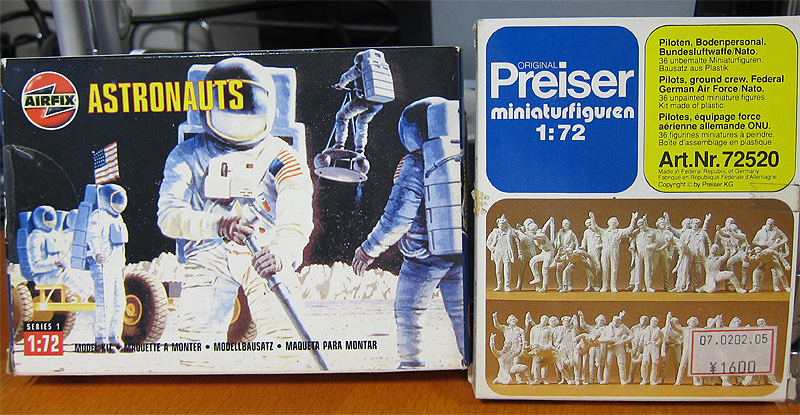 AIRFIX
ASTRONAUTS
SERIES 1
1:72
MODEL KIT • MAQUETTE A MONTER • MODELLBAUSATZ • MAQUETA PARA MONTAR
ORIGINAL
Preiser
miniaturfiguren
1:72
Piloten, Bodenpersonal.
Bundesluftwaffe/Nato.
36 unbemalte Miniaturfiguren.
Bausatz aus Plastik.
Pilots, ground crew. Federal
German Air Force/Nato.
36 unpainted miniature figures.
Kit made of plastic.
Pilotes, équipage force
aérienne allemande ONU.
36 figurines miniatures à peindre.
Boîte d'assemblage en plastique.
Art.Nr.72520
Made in Federal Republic of Germany
Fabriqué en République Fédérale d'Allemagne
Copyright © by Preiser KG
07.0202.05
¥1600